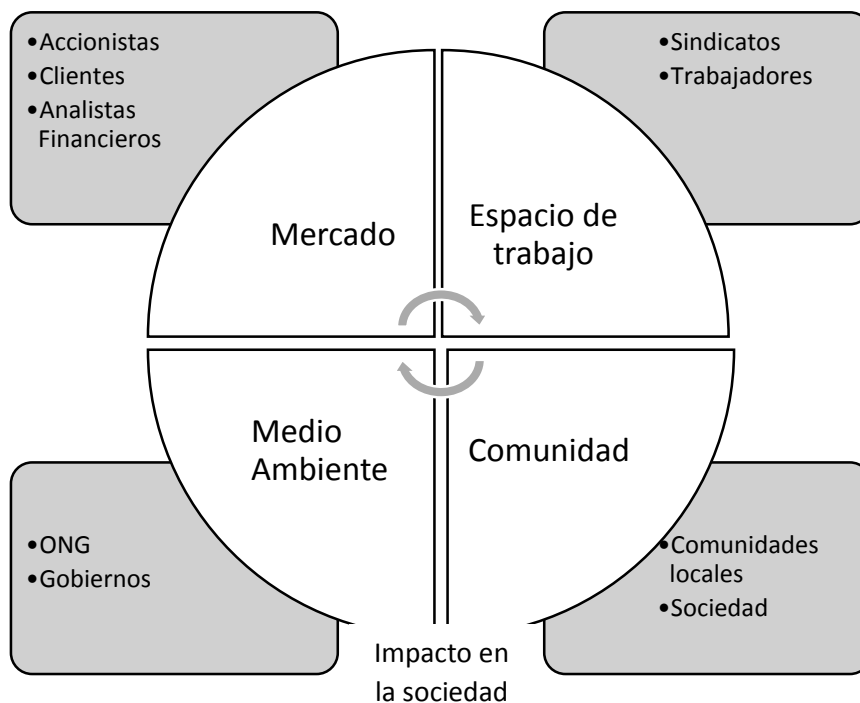 •Accionistas
•Clientes
•Analistas
Financieros
•Sindicatos
•Trabajadores
Mercado
Espacio de
trabajo
Medio
Ambiente
Comunidad
•ONG
•Gobiernos
•Comunidades
locales
•Sociedad
Impacto en
la sociedad